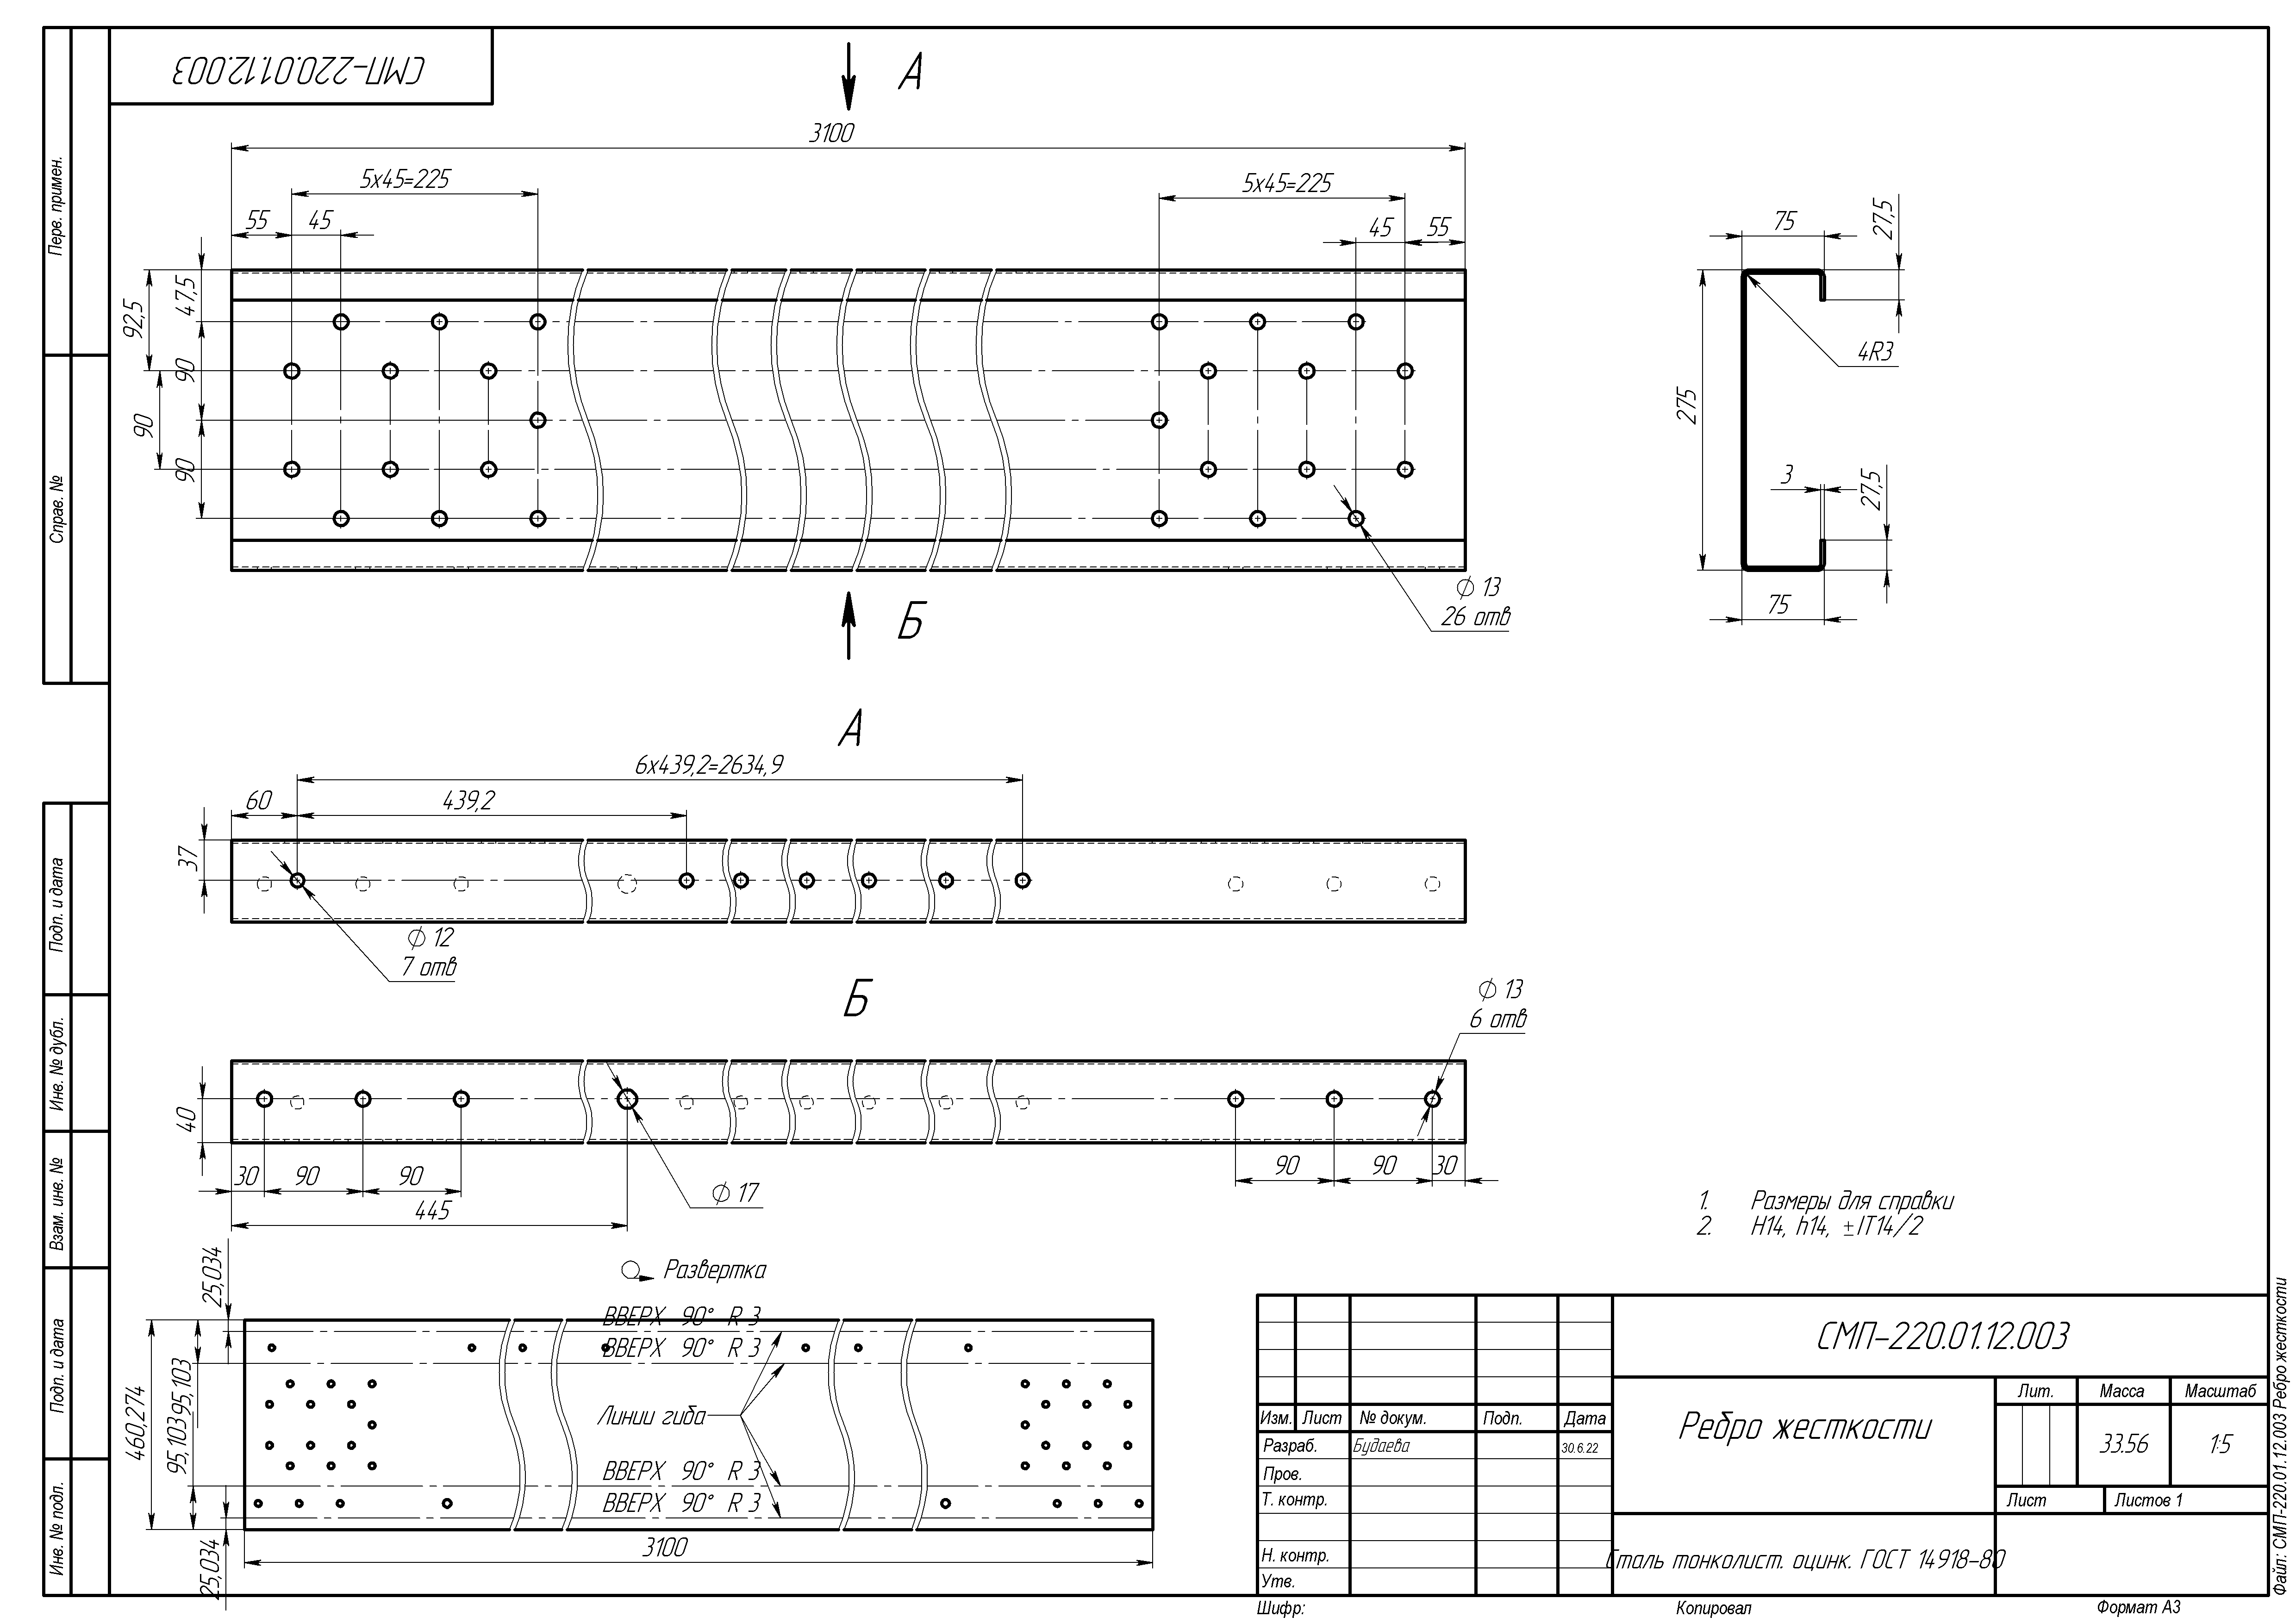 СМП-220.01.12.003
А
3100
5х45=225
5х45=225
55
45
45
55
92,5
47,5
90
90
90
75
27,5
4R3
275
3
27,5
75
Ø 13
26 отв
Б
А
6х439,2=2634,9
60
439,2
37
Ø 12
7 отв
Б
Ø 13
6 отв
40
30
90
90
445
Ø 17
90
90
30
1. Размеры для справки
2. H14, h14, ±IT14/2
Развертка
25,034
460,274
95,103
95,103
25,034
ВВЕРХ 90° R 3
ВВЕРХ 90° R 3
Линии гиба
ВВЕРХ 90° R 3
ВВЕРХ 90° R 3
3100
Перв. примен.
Справ. №
Подп. и дата
Инв. № дубл.
Взам. инв. №
Подп. и дата
Инв. № подл.
СМП-220.01.12.003
Изм. Лист № докум. Подп. Дата
Разраб. Будаева 30.6.22
Пров.
Т. контр.
Н. контр.
Утв.
Ребро жесткости
Лит. Масса Масштаб
33.56 1:5
Лист Листов 1
Сталь тонколист. оцинк. ГОСТ 14918-80
Шифр: Копировал Формат А3
Файл: СМП-220.01.12.003 Ребро жесткости